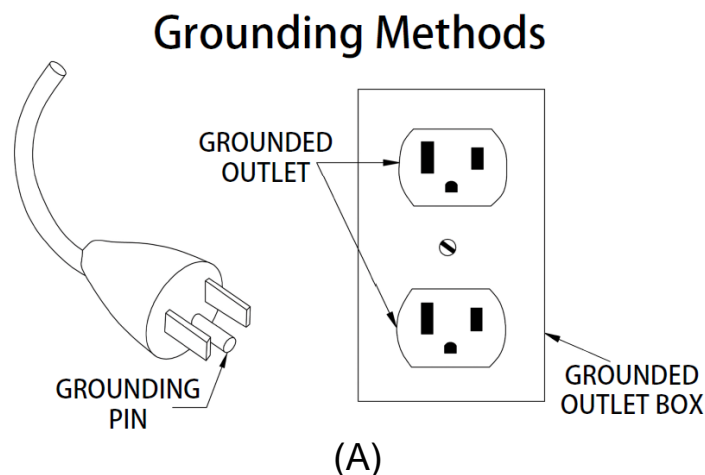 Grounding Methods
GROUNDED
OUTLET
GROUNDING
PIN
GROUNDED
OUTLET BOX
(A)